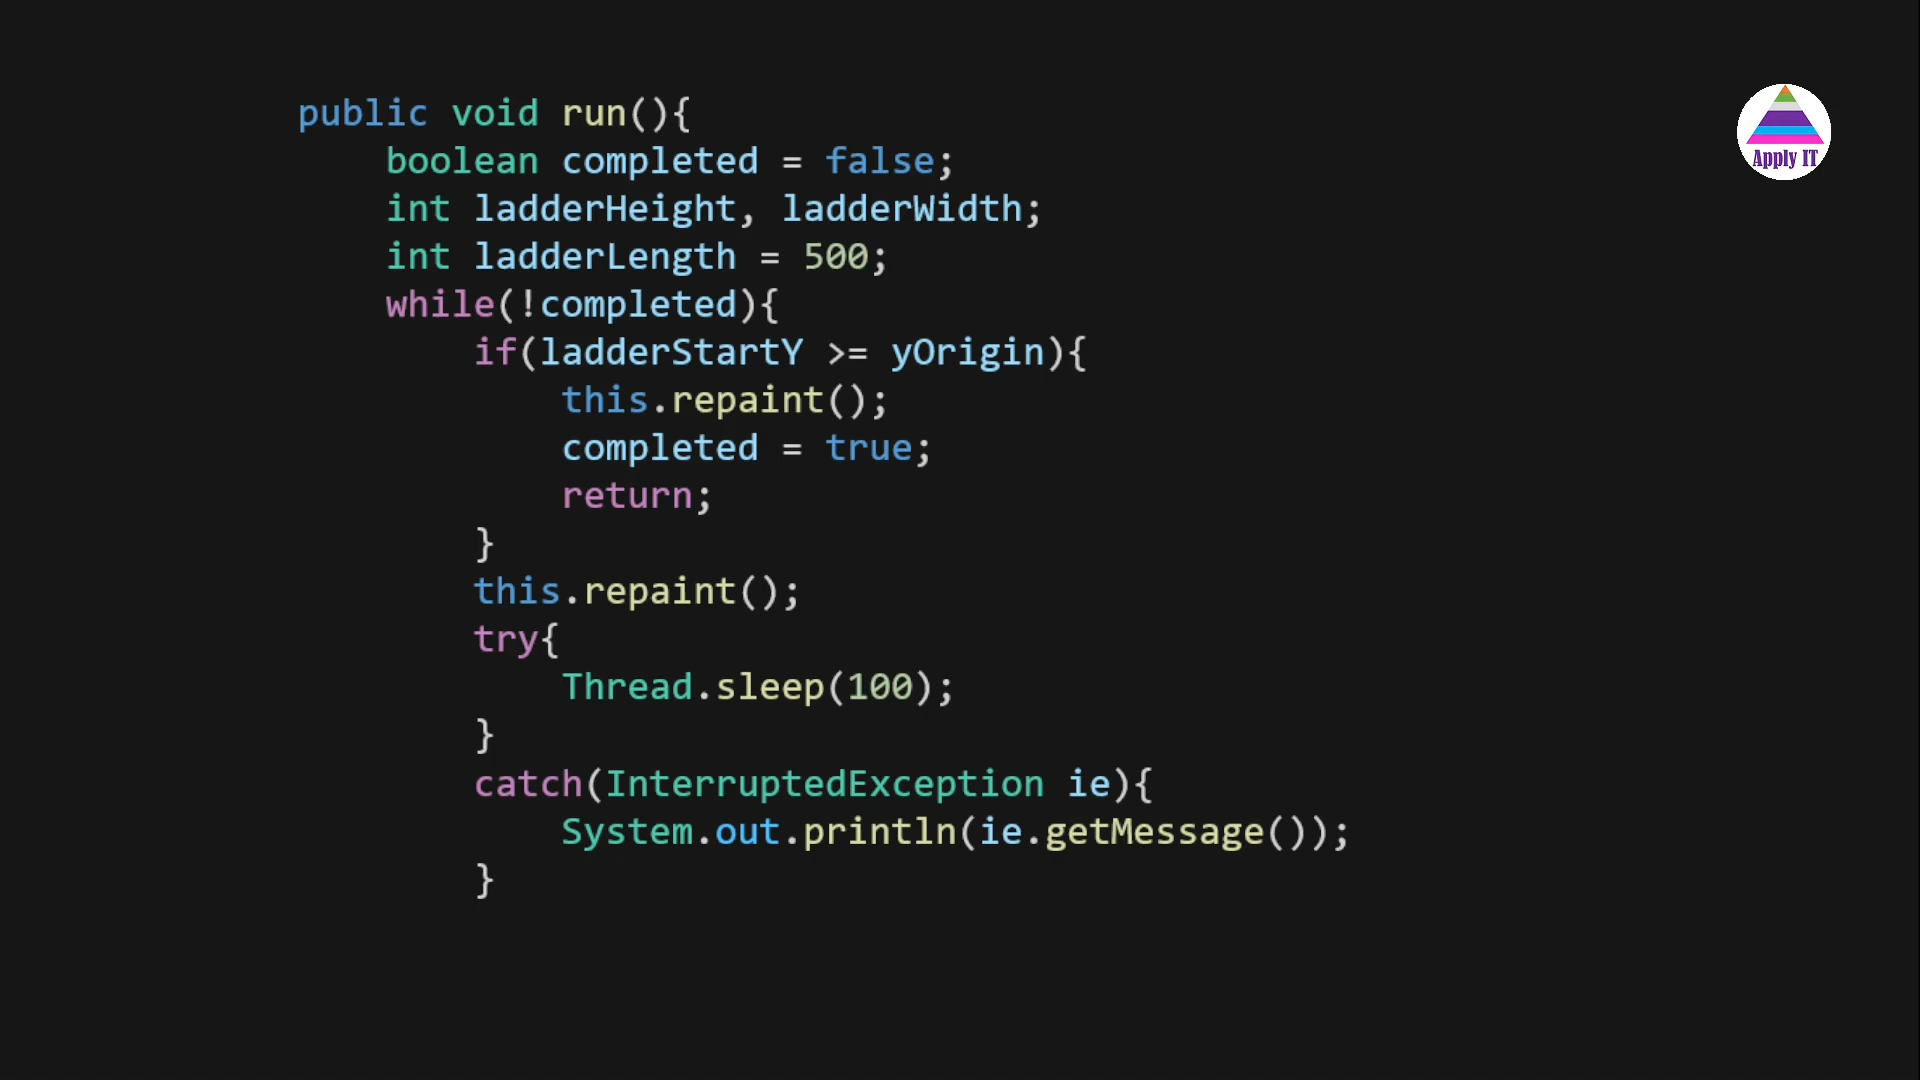 public void run(){
    boolean completed = false;
    int ladderHeight, ladderWidth;
    int ladderLength = 500;
    while(!completed){
        if(ladderStartY >= yOrigin){
            this.repaint();
            completed = true;
            return;
        }
        this.repaint();
        try{
            Thread.sleep(100);
        }
        catch(InterruptedException ie){
            System.out.println(ie.getMessage());
        }
Apply IT